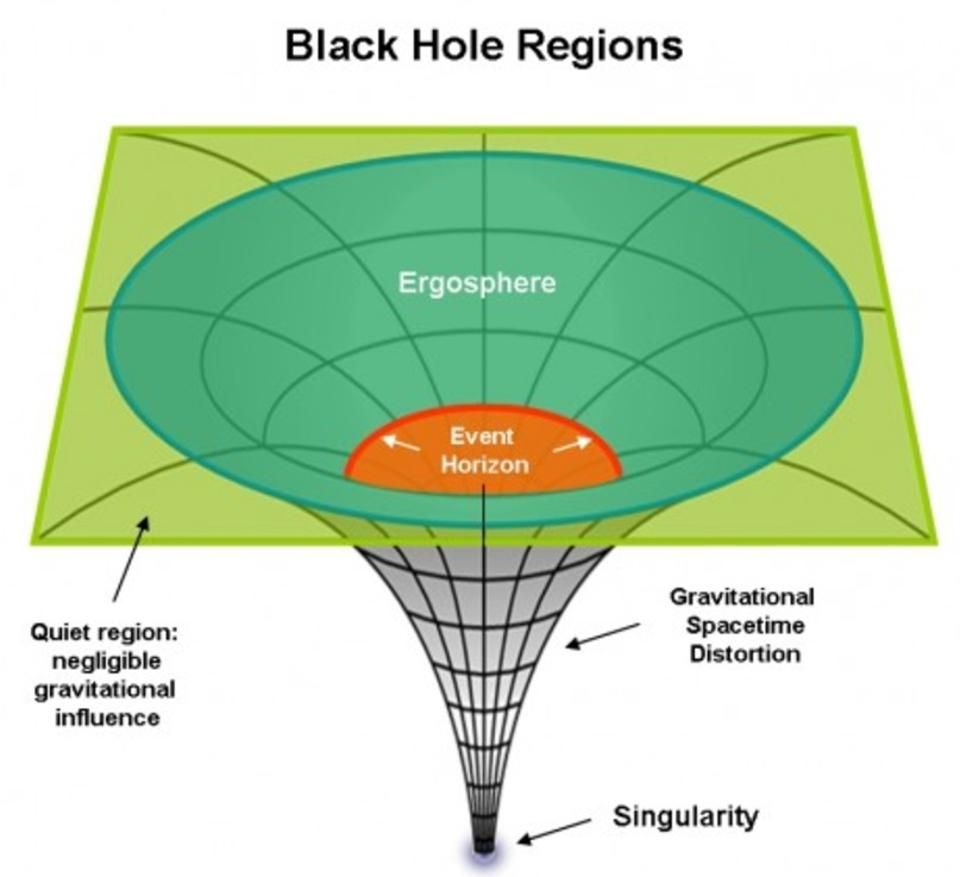 Black Hole Regions
Ergosphere
Event
Horizon
Gravitational
Spacetime
Distortion
Quiet region:
negligible
gravitational
influence
Singularity